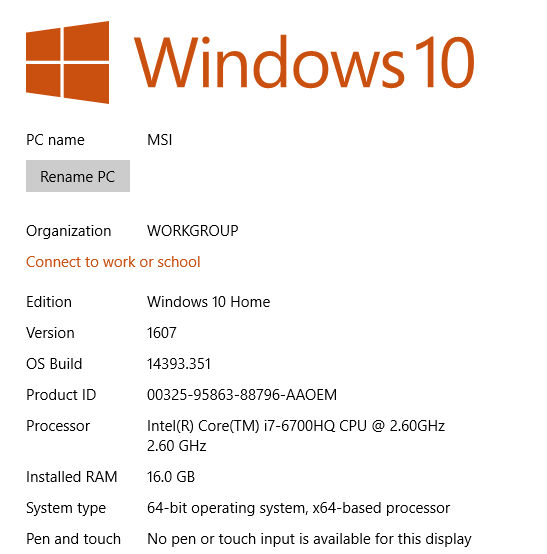 Windows 10
PC name MSI
Rename PC
Organization WORKGROUP
Connect to work or school
Edition Windows 10 Home
Version 1607
OS Build 14393.351
Product ID 00325-95863-88796-AAOEM
Processor Intel(R) Core(TM) i7-6700HQ CPU @ 2.60GHz
2.60 GHz
Installed RAM 16.0 GB
System type 64-bit operating system, x64-based processor
Pen and touch No pen or touch input is available for this display